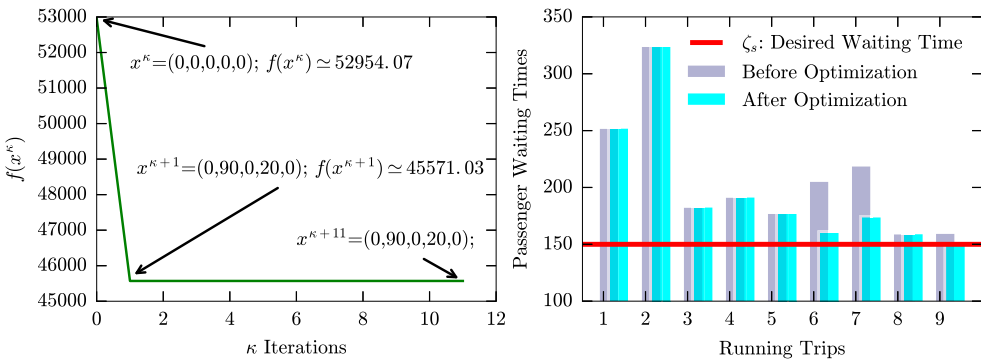 53000
52000
51000
50000
49000
48000
47000
46000
45000
f(x^κ)
x^κ=(0,0,0,0,0); f(x^κ)≃52954.07
x^{κ+1}=(0,90,0,20,0); f(x^{κ+1})≃45571.03
x^{κ+11}=(0,90,0,20,0);
0 2 4 6 8 10 12
κ Iterations
350
300
250
200
150
100
Passenger Waiting Times
ζ_s: Desired Waiting Time
Before Optimization
After Optimization
1 2 3 4 5 6 7 8 9
Running Trips